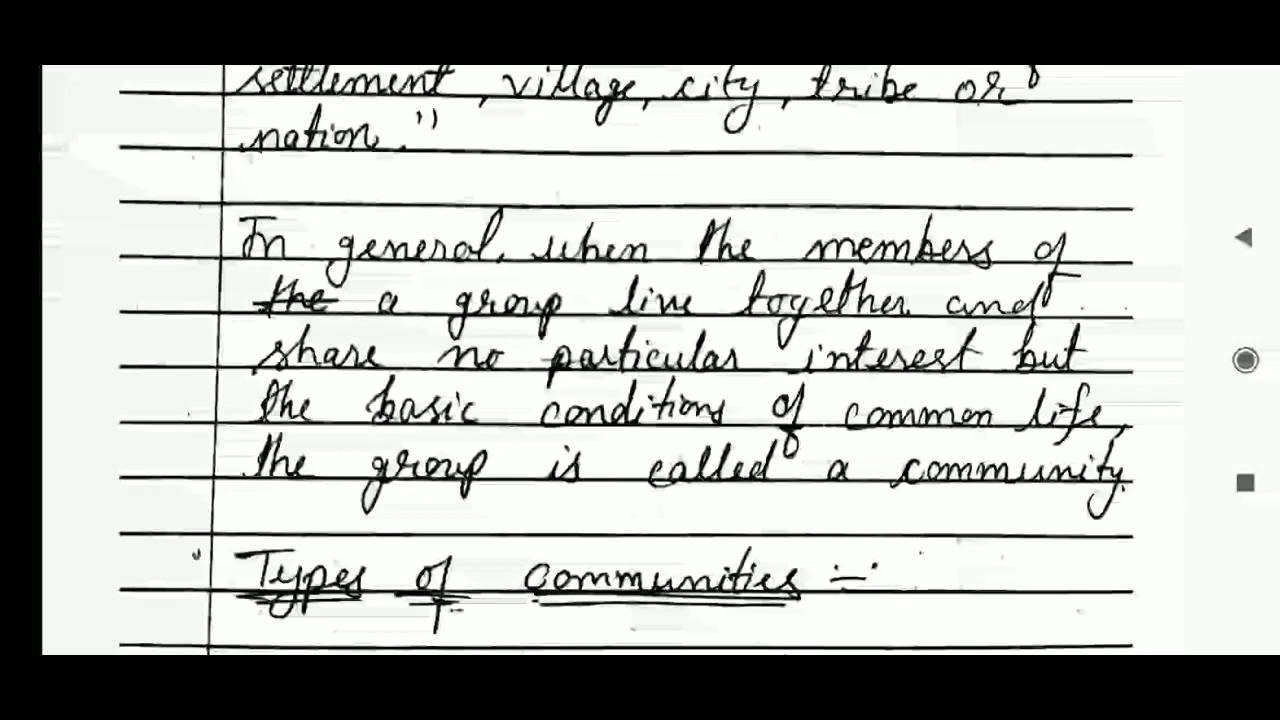 settlement, village, city, tribe or
nation."
In general, when the members of
the a group live together and
share no particular interest but
the basic conditions of common life,
the group is called a community.
Types of communities :-